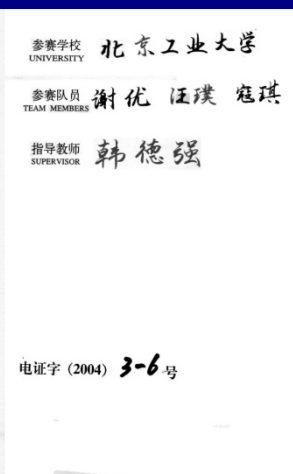 参赛学校 北京工业大学
UNIVERSITY
参赛队员 谢优 汪璞 寇琪
TEAM MEMBERS
指导教师 韩德强
SUPERVISOR
电证字 (2004) 3-6 号